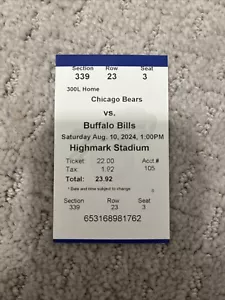 Section Row Seat
339 23 3
300L Home
Chicago Bears
vs.
Buffalo Bills
Saturday Aug. 10, 2024, 1:00PM
Highmark Stadium
Ticket 22.00 Acct #
Tax 1.92 105
Total: 23.92
* Date and time subject to change *
Section Row Seat
339 23 3
653168981762